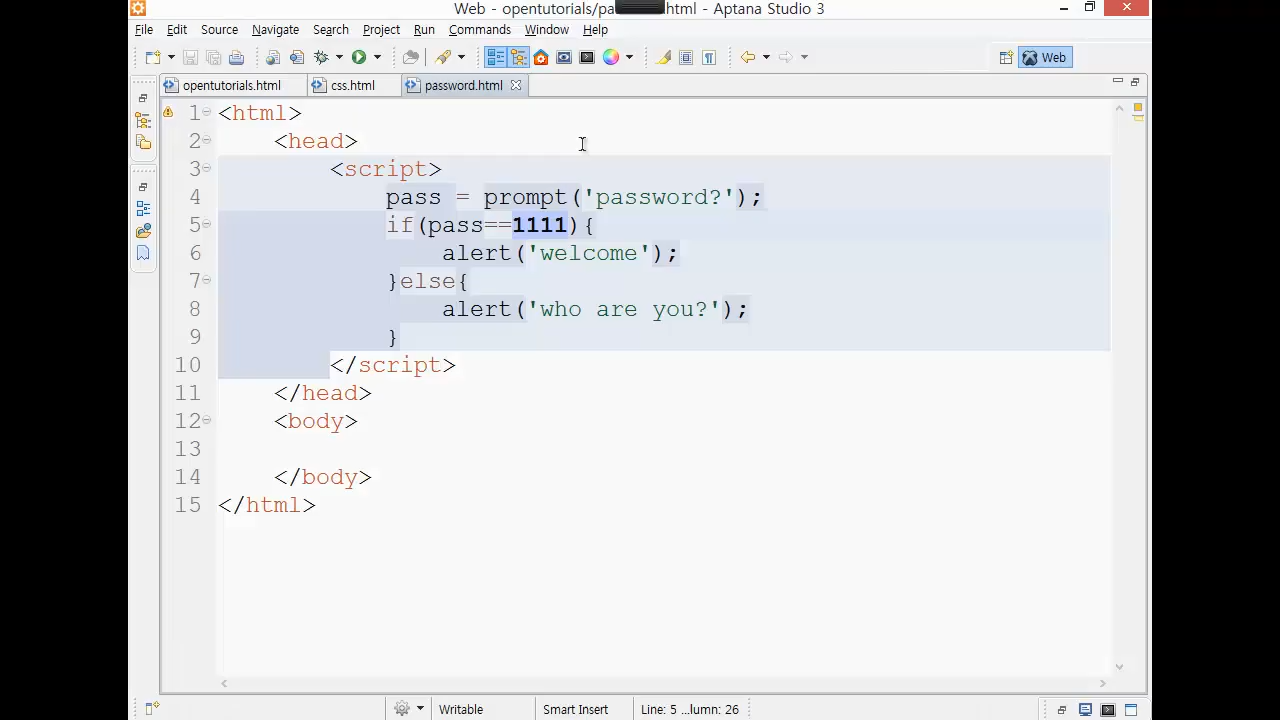 Web - opentutorials/pa html - Aptana Studio 3
File Edit Source Navigate Search Project Run Commands Window Help
Web
opentutorials.html css.html password.html
1 <html>
2 <head>
3 <script>
4 pass = prompt('password?');
5 if(pass==1111){
6 alert('welcome');
7 }else{
8 alert('who are you?');
9 }
10 </script>
11 </head>
12 <body>
13
14 </body>
15 </html>
Writable Smart Insert Line: 5 ...lumn: 26